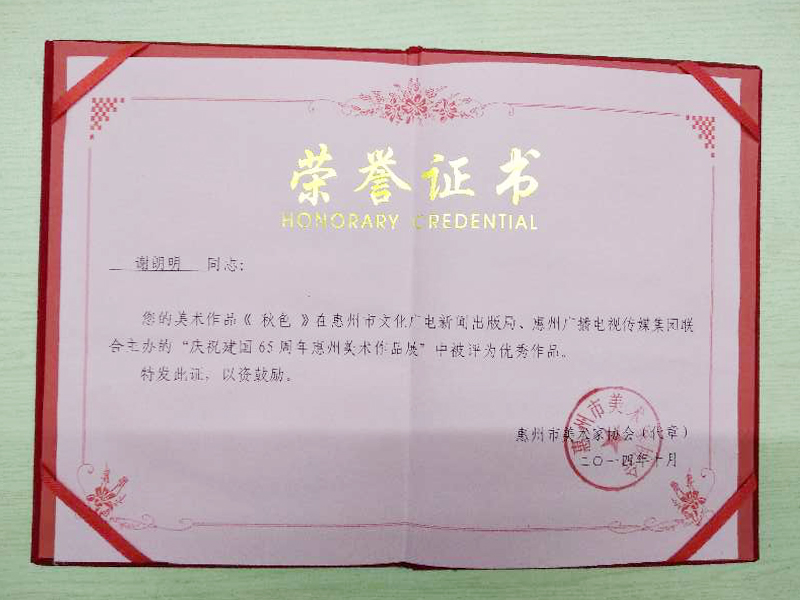 荣誉证书
HONORARY CREDENTIAL
谢朗明 同志:
您的美术作品《 秋色 》在惠州市文化广电新闻出版局、惠州广播电视传媒集团联
合主办的“庆祝建国65周年惠州美术作品展”中被评为优秀作品。
特发此证，以资鼓励。
惠州市美术家协会（代章）
二〇一四年十月
惠州市美术